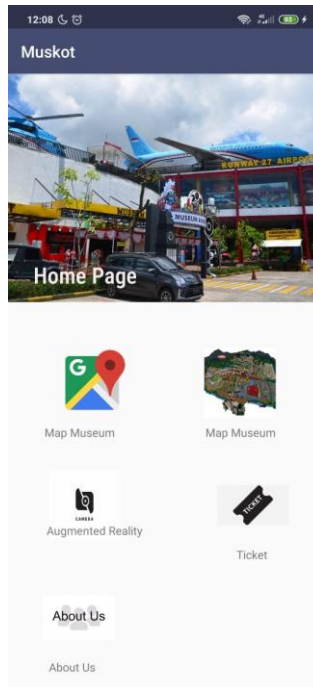 12:08
83
Muskot
RUNWAY 27 AIRPO
MUSEUM
Home Page
G
Map Museum
Map Museum
CAMERA
Augmented Reality
TICKET
Ticket
About Us
About Us